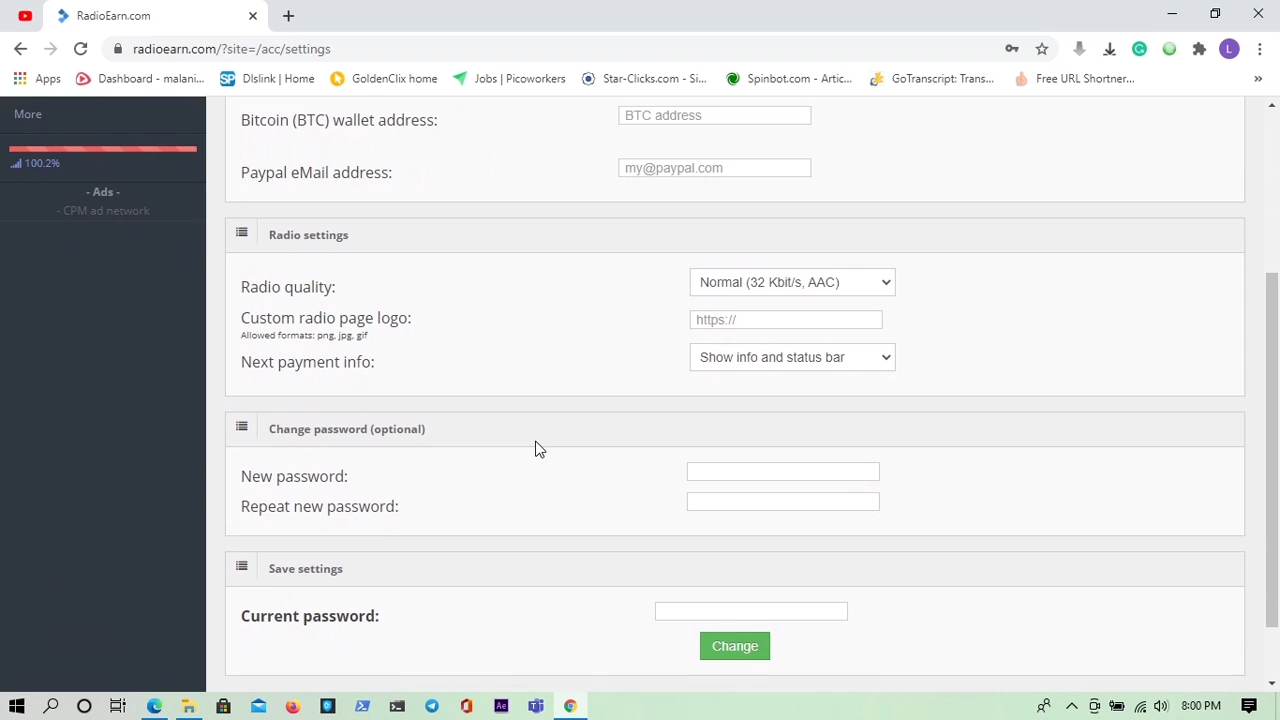 RadioEarn.com
radioearn.com/?site=/acc/settings
L
Apps
Dashboard - malani...
Dlslink | Home
GoldenClix home
Jobs | Picoworkers
Star-Clicks.com - Si...
Spinbot.com - Artic...
GoTranscript: Trans...
Free URL Shortner...
»
More
100.2%
- Ads -
- CPM ad network
Bitcoin (BTC) wallet address:
BTC address
Paypal eMail address:
my@paypal.com
Radio settings
Radio quality:
Normal (32 Kbit/s, AAC)
Custom radio page logo:
https://
Allowed formats: png, jpg, gif
Next payment info:
Show info and status bar
Change password (optional)
New password:
Repeat new password:
Save settings
Current password:
Change
8:00 PM